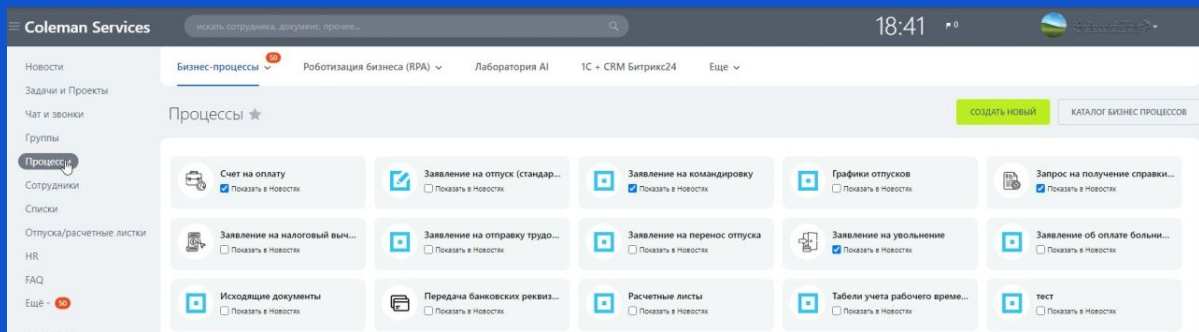 Coleman Services
искать сотрудника, документ, прочее...
18:41
0
Новости
Задачи и Проекты
Чат и звонки
Группы
Сотрудники
Списки
Отпуска/расчетные листки
HR
FAQ
Ещё - 50
Бизнес-процессы 50 Роботизация бизнеса (RPA) Лаборатория AI 1С + CRM Битрикс24 Еще
Процессы
СОЗДАТЬ НОВЫЙ КАТАЛОГ БИЗНЕС ПРОЦЕССОВ
Счет на оплату
Показать в Новостях
Заявление на отпуск (стандар...
Показать в Новостях
Заявление на командировку
Показать в Новостях
Графики отпусков
Показать в Новостях
Запрос на получение справки...
Показать в Новостях
Заявление на налоговый выч...
Показать в Новостях
Заявление на отправку трудо...
Показать в Новостях
Заявление на перенос отпуска
Показать в Новостях
Заявление на увольнение
Показать в Новостях
Заявление об оплате больни...
Показать в Новостях
Исходящие документы
Показать в Новостях
Передача банковских реквиз...
Показать в Новостях
Расчетные листы
Показать в Новостях
Табели учета рабочего време...
Показать в Новостях
тест
Показать в Новостях